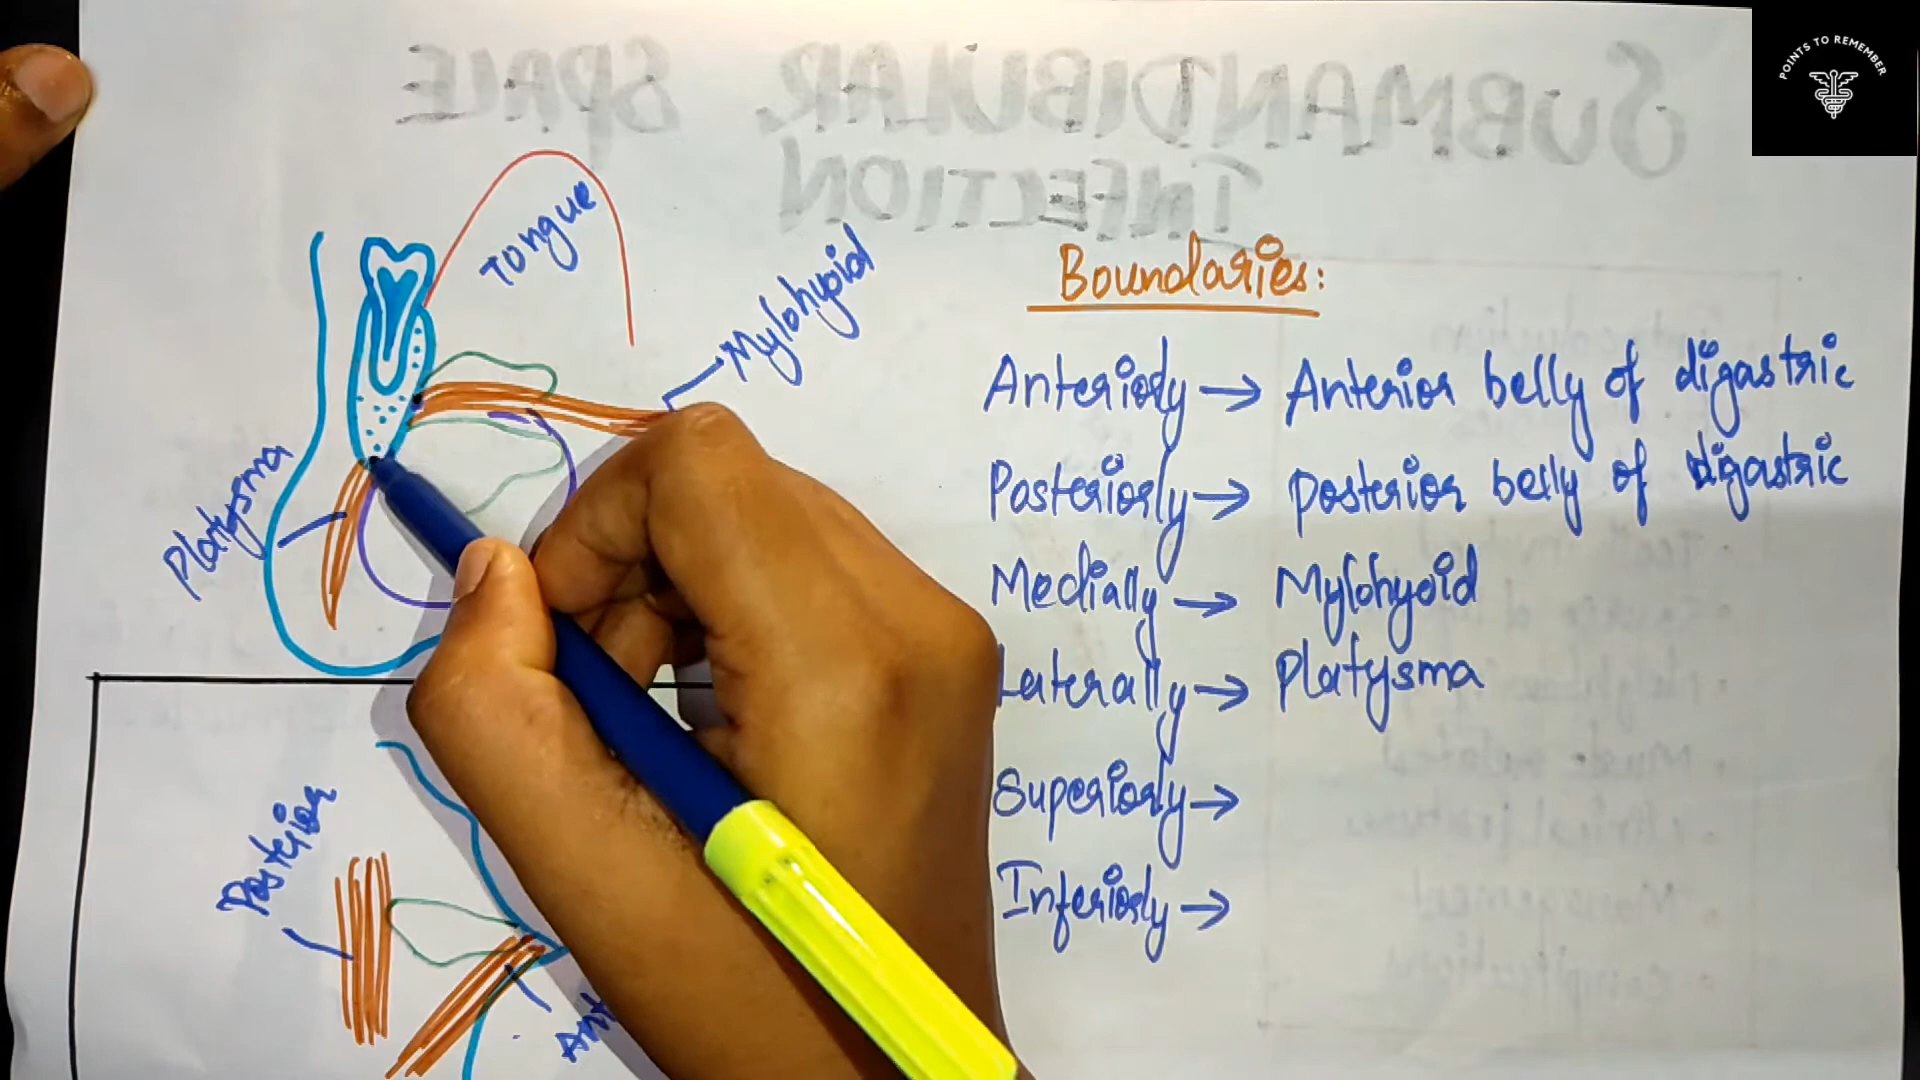 POINTS TO REMEMBER
SUBMANDIBULAR SPACE
INFECTION
Tongue
Mylohyoid
Platysma
Boundaries:
Anteriorly → Anterior belly of digastric
Posteriorly → posterior belly of digastric
Medially → Mylohyoid
Laterally → Platysma
Superiorly →
Inferiorly →
Posterior
Ant